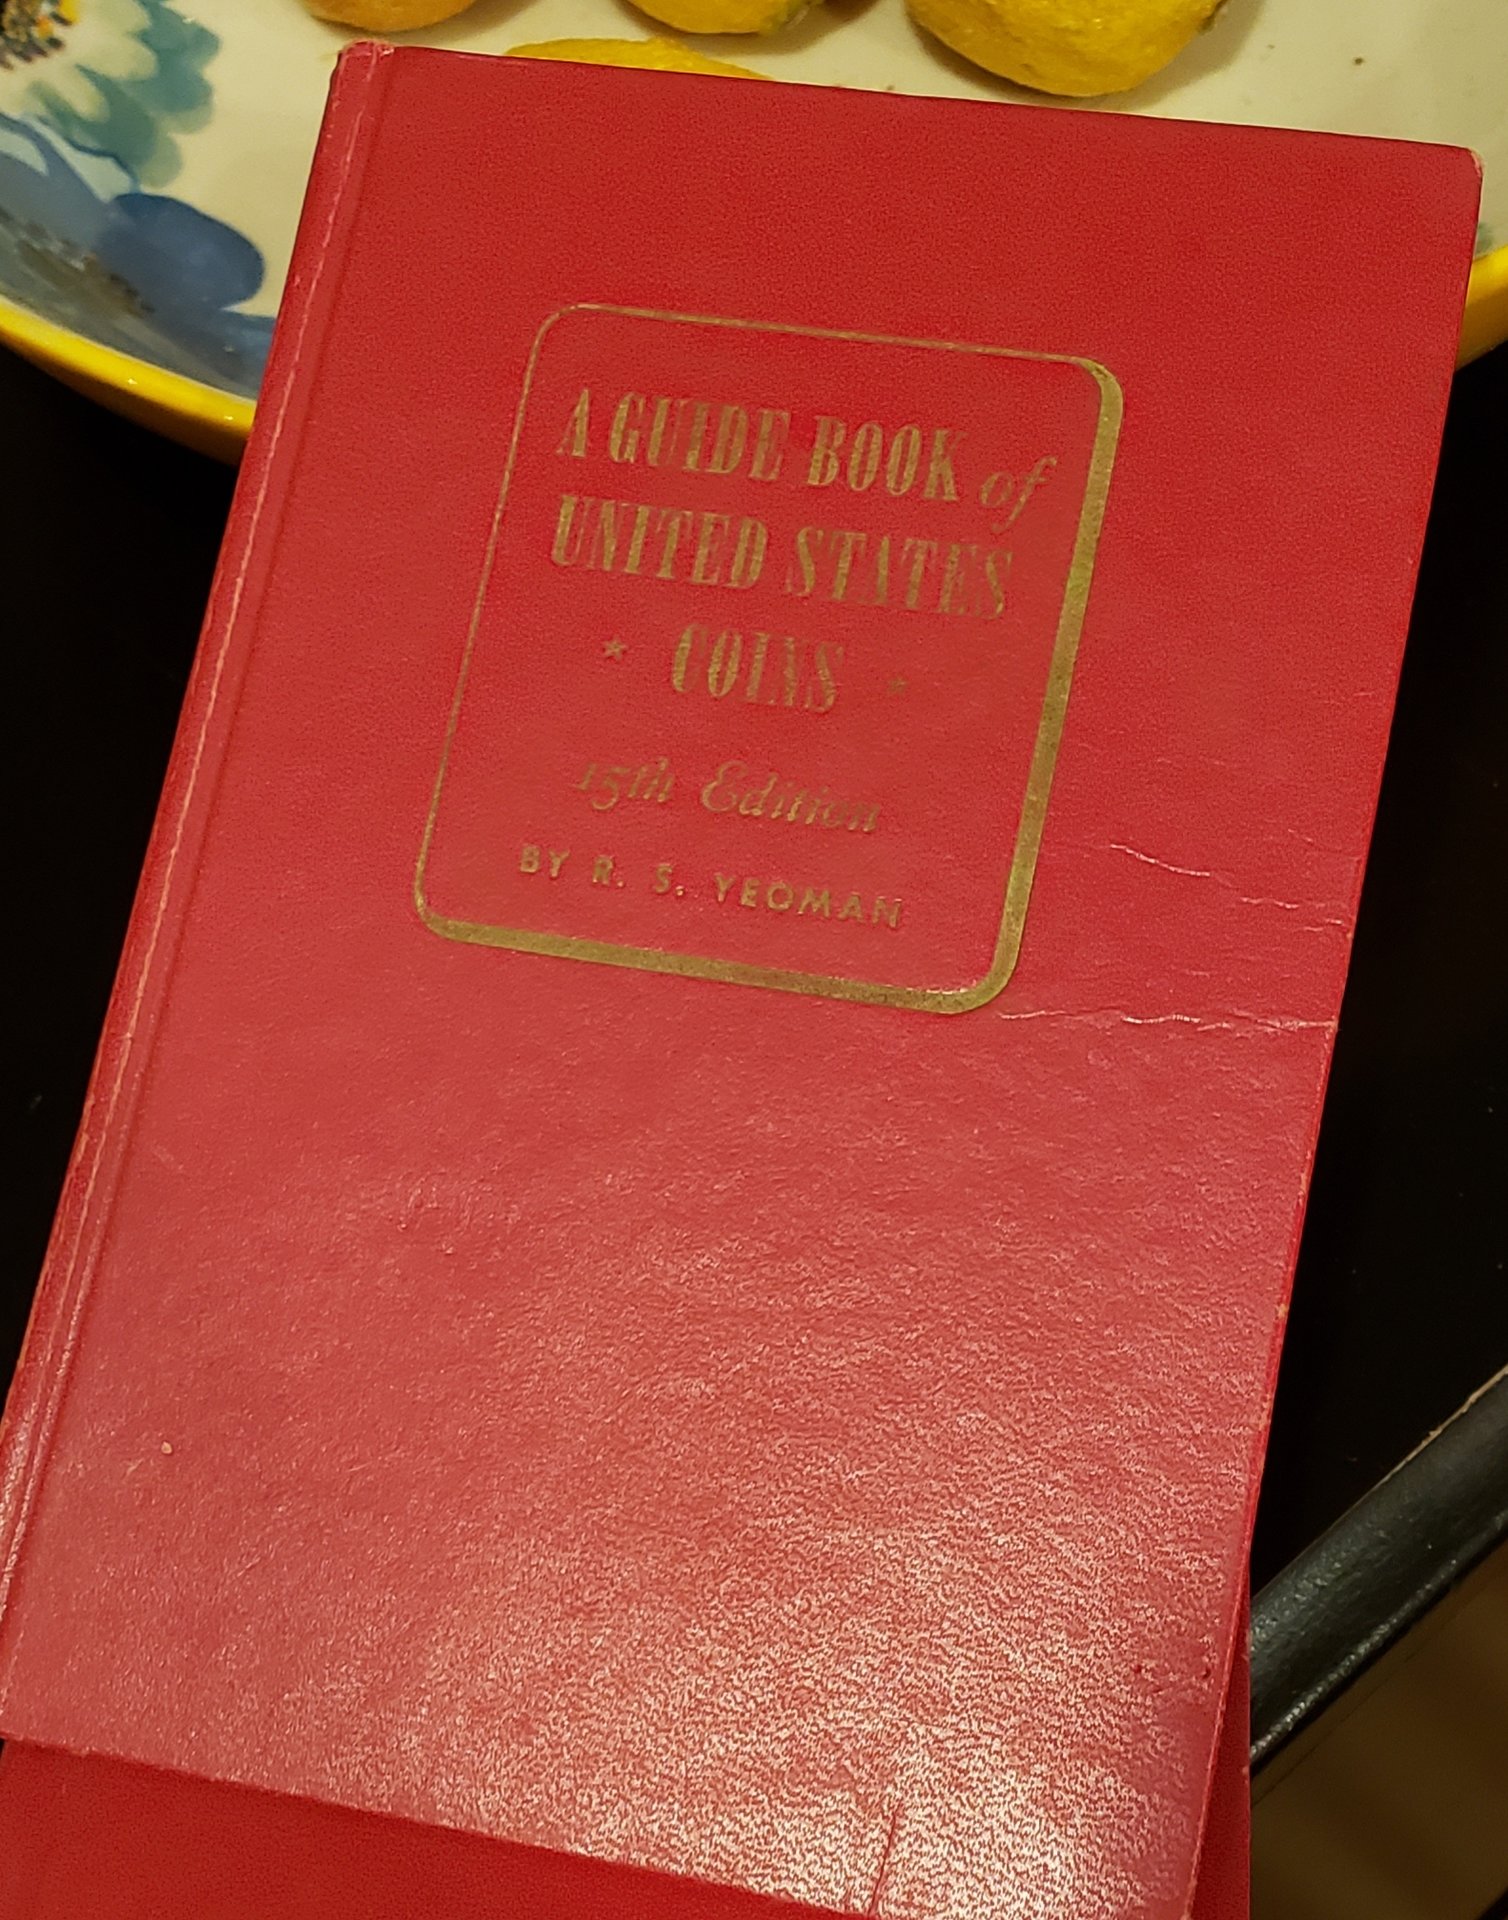 A GUIDE BOOK of
UNITED STATES
* COINS *
15th Edition
BY R. S. YEOMAN